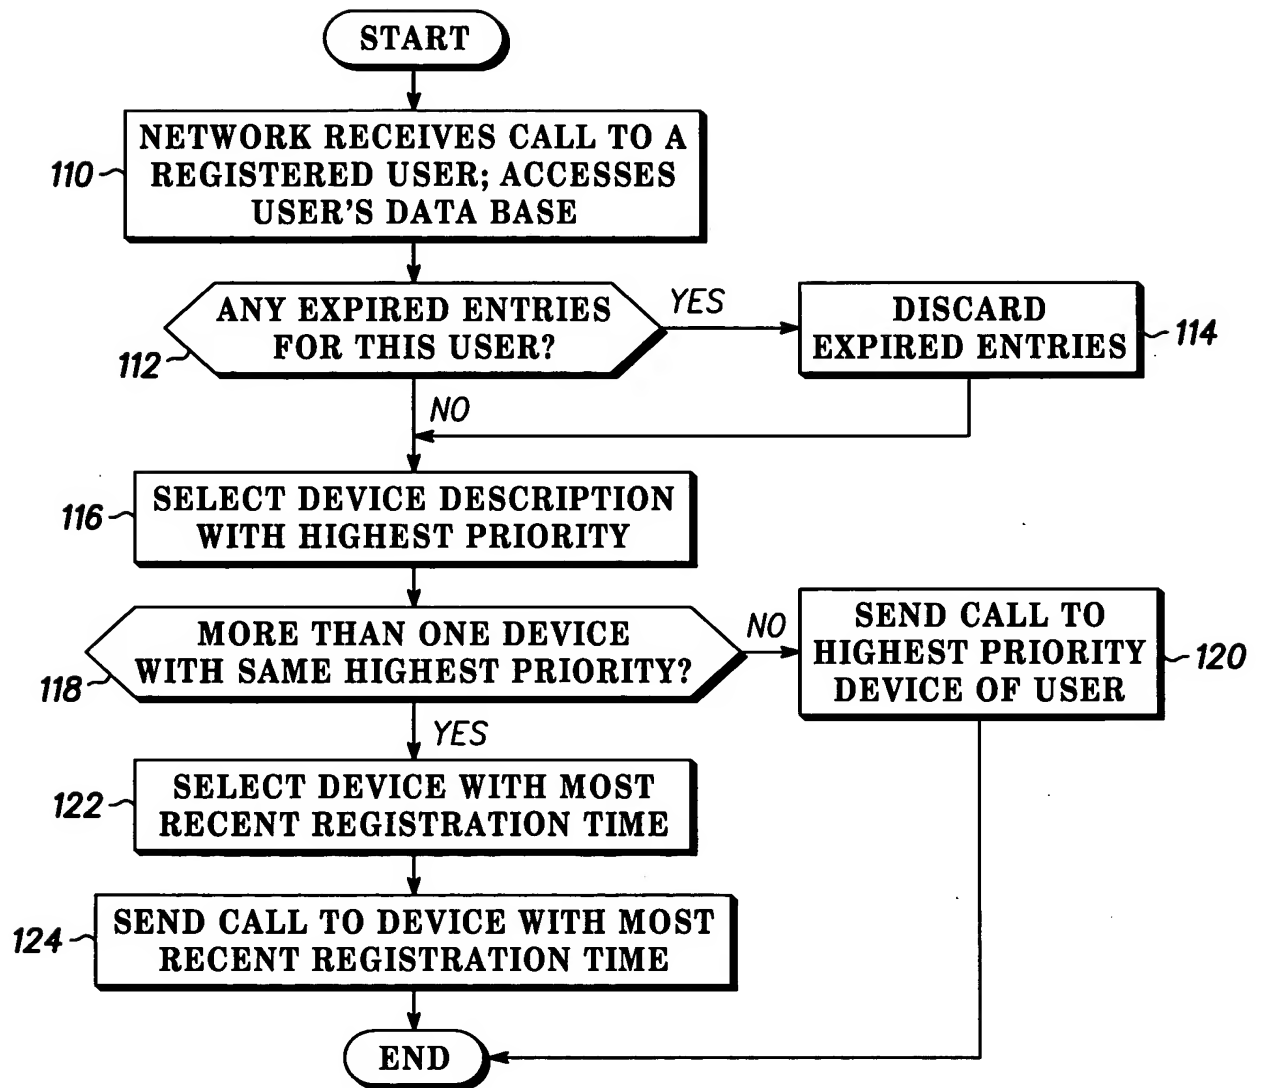 START
NETWORK RECEIVES CALL TO A
REGISTERED USER; ACCESSES
USER'S DATA BASE
110
ANY EXPIRED ENTRIES
FOR THIS USER?
112
YES
DISCARD
EXPIRED ENTRIES
114
NO
SELECT DEVICE DESCRIPTION
WITH HIGHEST PRIORITY
116
MORE THAN ONE DEVICE
WITH SAME HIGHEST PRIORITY?
118
NO
SEND CALL TO
HIGHEST PRIORITY
DEVICE OF USER
120
YES
SELECT DEVICE WITH MOST
RECENT REGISTRATION TIME
122
SEND CALL TO DEVICE WITH MOST
RECENT REGISTRATION TIME
124
END